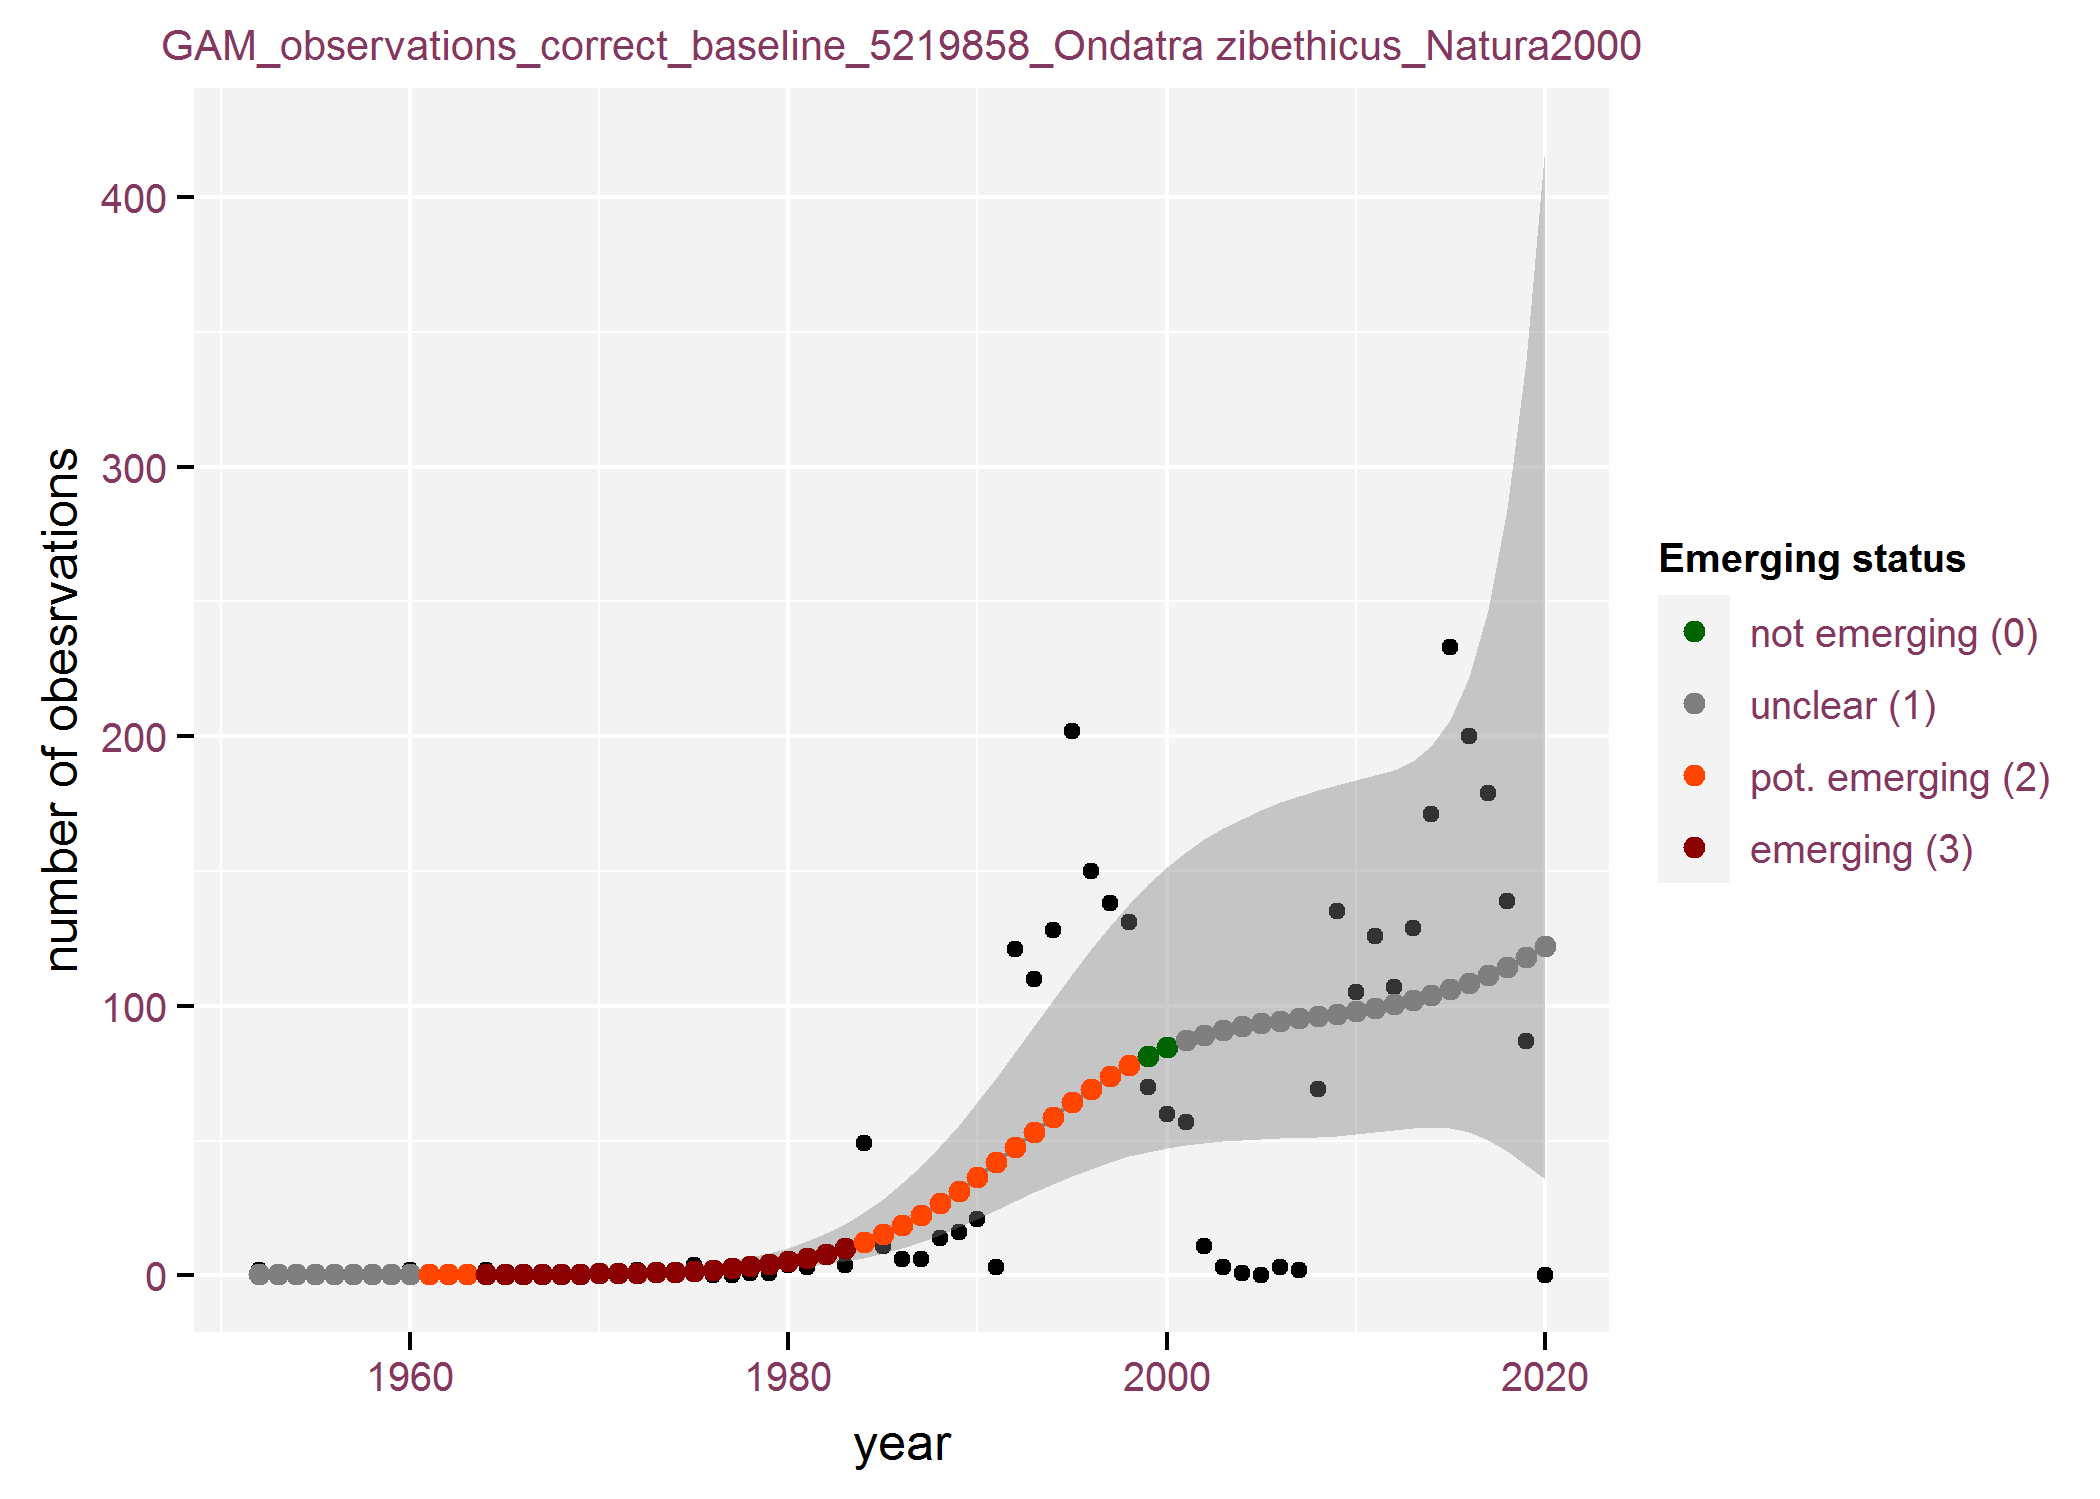 GAM_observations_correct_baseline_5219858_Ondatra zibethicus_Natura2000
400
300
200
100
0
number of obesrvations
1960
1980
2000
2020
year
Emerging status
not emerging (0)
unclear (1)
pot. emerging (2)
emerging (3)